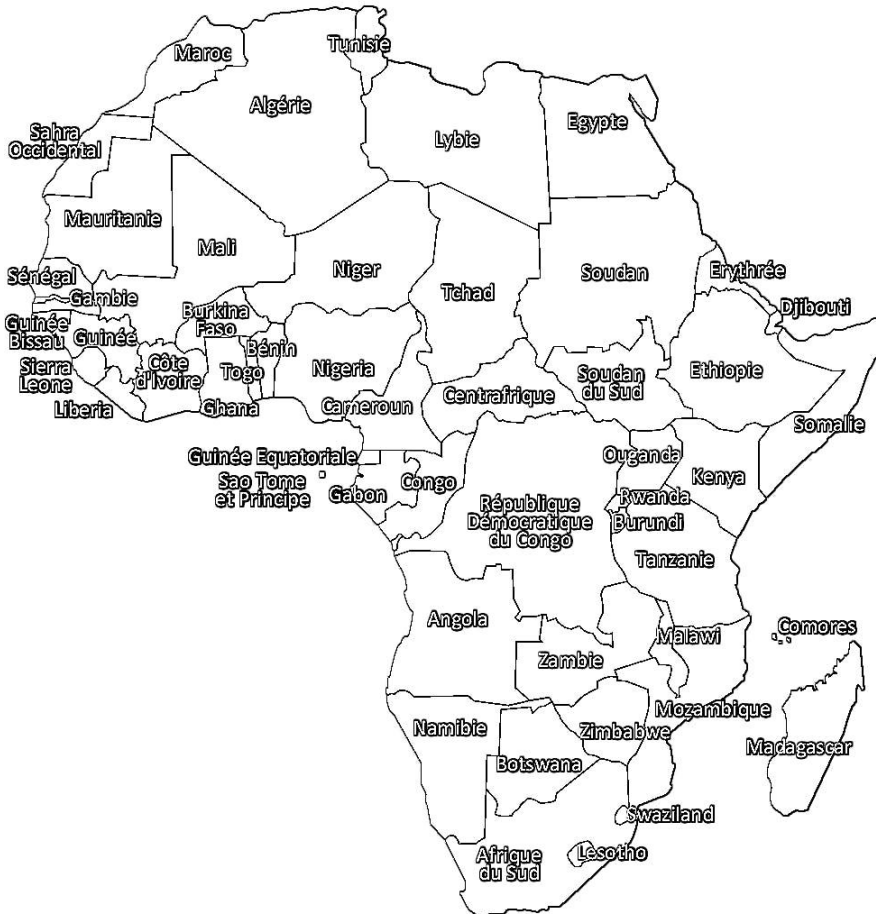 Maroc
Tunisie
Algérie
Lybie
Egypte
Sahra
Occidental
Mauritanie
Mali
Niger
Tchad
Soudan
Erythrée
Djibouti
Sénégal
Gambie
Guinée
Bissau
Guinée
Burkina
Faso
Bénin
Togo
Côte
d'Ivoire
Sierra
Leone
Liberia
Ghana
Nigeria
Cameroun
Centrafrique
Soudan
du Sud
Ethiopie
Somalie
Guinée Equatoriale
Sao Tome
et Principe
Gabon
Congo
République
Démocratique
du Congo
Ouganda
Kenya
Rwanda
Burundi
Tanzanie
Angola
Zambie
Malawi
Comores
Mozambique
Madagascar
Namibie
Zimbabwe
Botswana
Swaziland
Lesotho
Afrique
du Sud